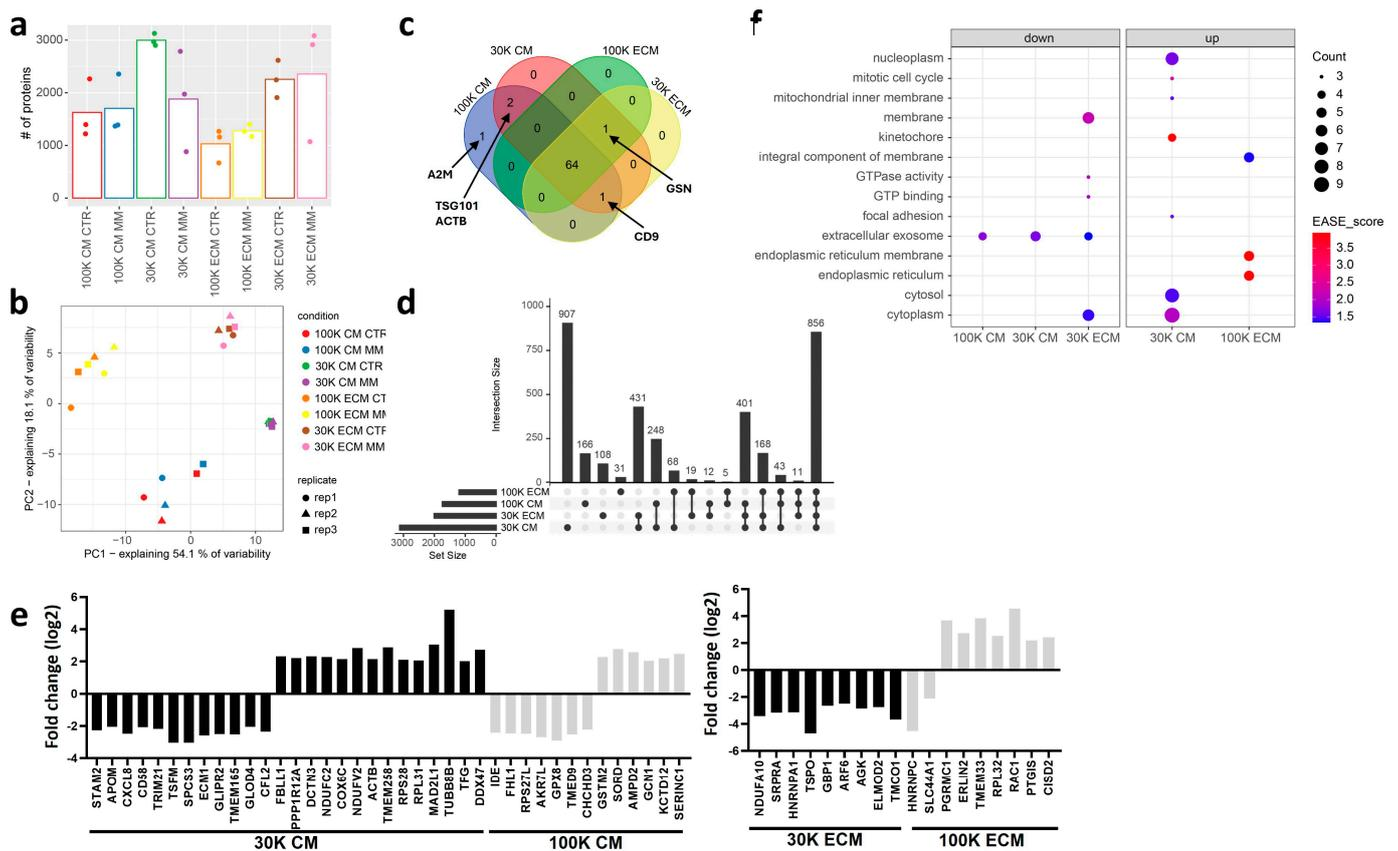 a
# of proteins
3000
2000
1000
0
100K CM CTR
100K CM MM
30K CM CTR
30K CM MM
100K ECM CTR
100K ECM MM
30K ECM CTR
30K ECM MM
b
PC2 − explaining 18.1 % of variability
5
0
−5
−10
−10
0
10
PC1 − explaining 54.1 % of variability
condition
100K CM CTR
100K CM MM
30K CM CTR
30K CM MM
100K ECM CT
100K ECM MM
30K ECM CTR
30K ECM MM
replicate
rep1
rep2
rep3
c
30K CM
100K ECM
100K CM
30K ECM
0
0
2
0
0
1
0
1
0
0
0
64
0
1
0
A2M
TSG101
ACTB
GSN
CD9
d
Intersection Size
1000
750
500
250
0
907
166
108
31
431
248
68
19
12
5
401
168
43
11
856
100K ECM
100K CM
30K ECM
30K CM
3000
2000
1000
0
Set Size
e
Fold change (log2)
6
4
2
0
-2
-4
STAM2
APOM
CXCL8
CD58
TRIM21
TSFM
SPCS3
ECM1
GLIPR2
TMEM165
GLOD4
CFL2
FBLL1
PPP1R12A
DCTN3
NDUFC2
COX6C
NDUFV2
ACTB
TMEM258
RPS28
RPL31
MAD2L1
TUBB8B
TFG
DDX47
IDE
FHL1
RPS27L
AKR7L
GPX8
TMED9
CHCHD3
GSTM2
SORD
AMPD2
GCN1
KCTD12
SERINC1
30K CM
100K CM
Fold change (log2)
6
4
2
0
-2
-4
-6
NDUFA10
SRPRA
HNRNPA1
TSPO
GBP1
ARF6
AGK
ELMOD2
TMCO1
HNRNPC
SLC44A1
PGRMC1
ERLIN2
TMEM33
RPL32
RAC1
PTGIS
CISD2
30K ECM
100K ECM
f
down
up
nucleoplasm
mitotic cell cycle
mitochondrial inner membrane
membrane
kinetochore
integral component of membrane
GTPase activity
GTP binding
focal adhesion
extracellular exosome
endoplasmic reticulum membrane
endoplasmic reticulum
cytosol
cytoplasm
100K CM
30K CM
30K ECM
30K CM
100K ECM
Count
3
4
5
6
7
8
9
EASE_score
3.5
3.0
2.5
2.0
1.5